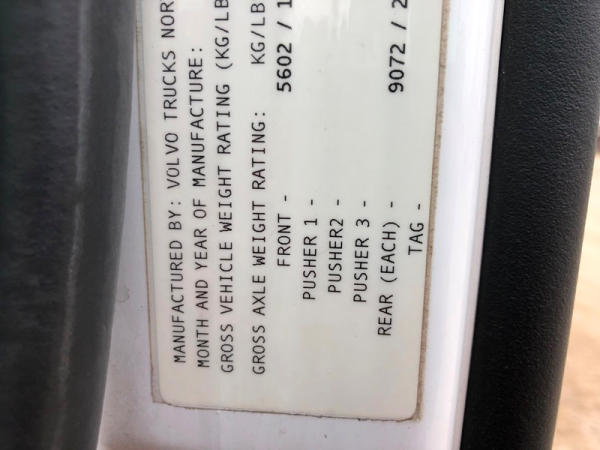 MANUFACTURED BY: VOLVO TRUCKS NOR
MONTH AND YEAR OF MANUFACTURE:
GROSS VEHICLE WEIGHT RATING (KG/LB
GROSS AXLE WEIGHT RATING: KG/LB
FRONT - 5602 / 1
PUSHER 1 -
PUSHER2 -
PUSHER 3 -
REAR (EACH) - 9072 / 2
TAG -